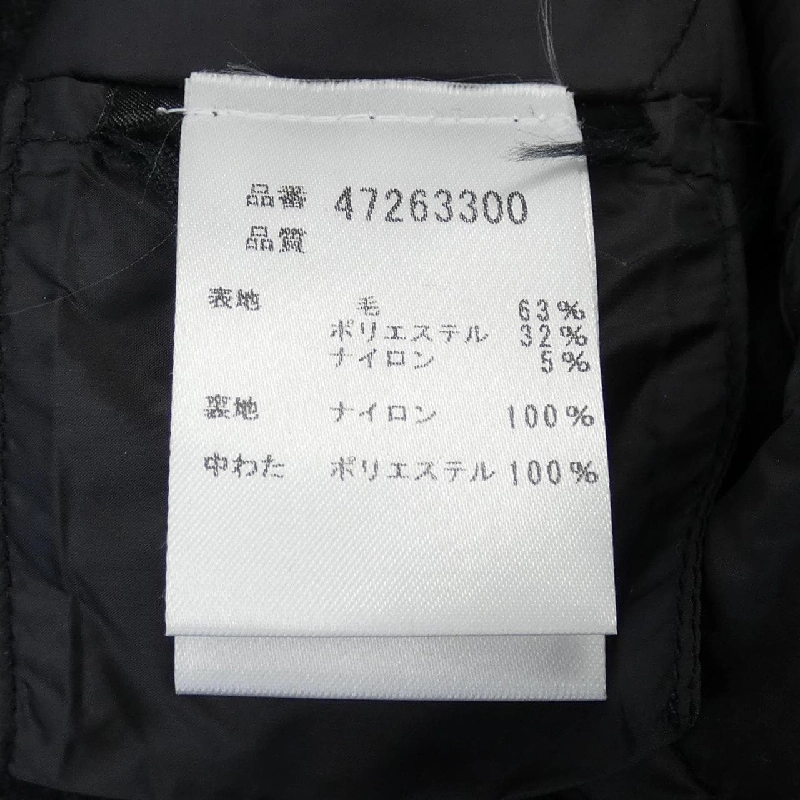 品番 47263300
品質
表地 毛 63%
ポリエステル 32%
ナイロン 5%
裏地 ナイロン 100%
中わた ポリエステル 100%